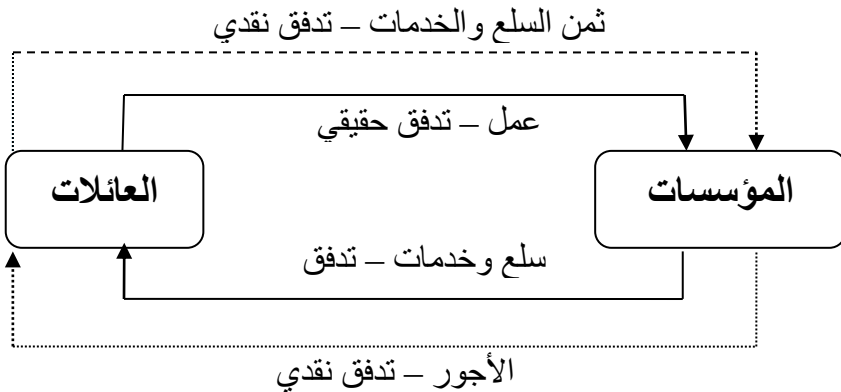 ثمن السلع والخدمات – تدفق نقدي
عمل – تدفق حقيقي
المؤسسات
العائلات
سلع وخدمات – تدفق
الأجور – تدفق نقدي